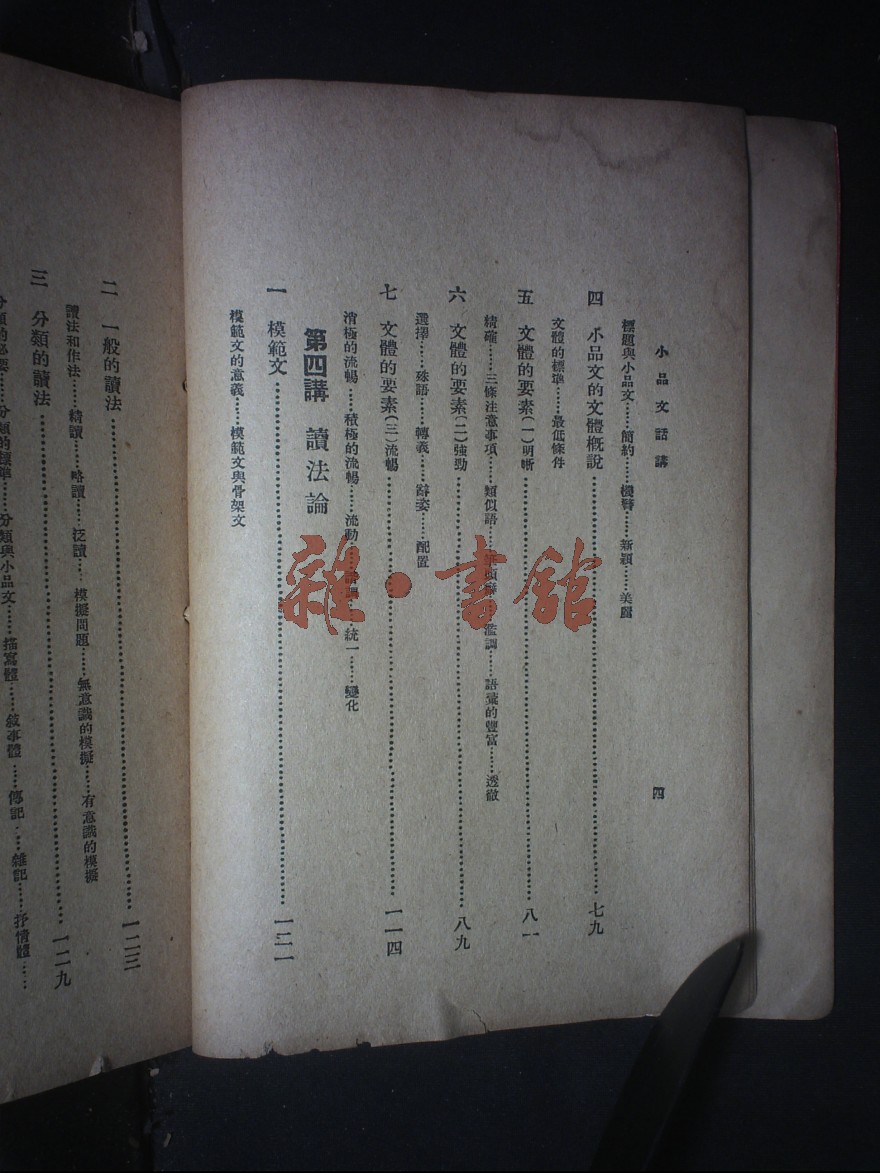 小品文話講
四
標題與小品文……簡約……機警……新穎……美麗
四 小品文的文體概說……七九
文體的標準……最低條件
五 文體的要素(一)明晰……八一
精確……三條注意事項……類似語……濫調……語彙的豐富……透徹
六 文體的要素(二)強勁……八九
選擇……殊語……轉義……辭姿……配置
七 文體的要素(三)流暢……一一四
消極的流暢……積極的流暢……流動……統一……變化
第四講 讀法論
一 模範文……一二一
模範文的意義……模範文與骨架文
二 一般的讀法……一二三
讀法和作法……精讀……略讀……泛讀……模擬問題……無意識的模擬……有意識的模擬
三 分類的讀法……一二九
分類的標準……分類與小品文……描寫體……敍事體……傳記……雜記……抒情體……
雜·書館